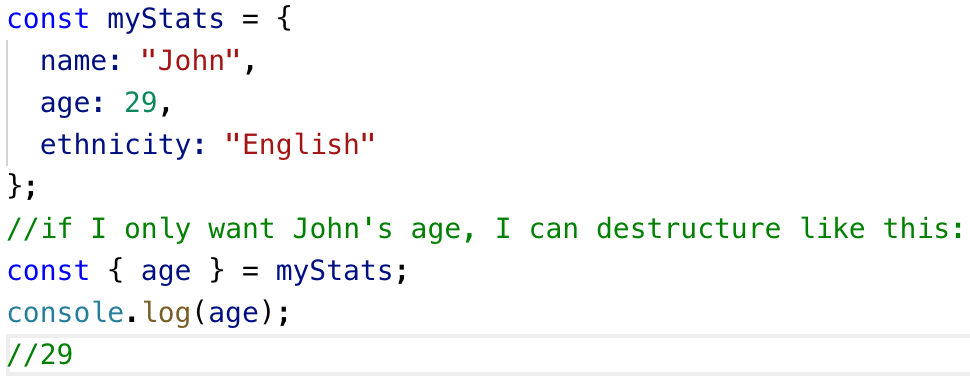 const myStats = {
  name: "John",
  age: 29,
  ethnicity: "English"
};
//if I only want John's age, I can destructure like this:
const { age } = myStats;
console.log(age);
//29